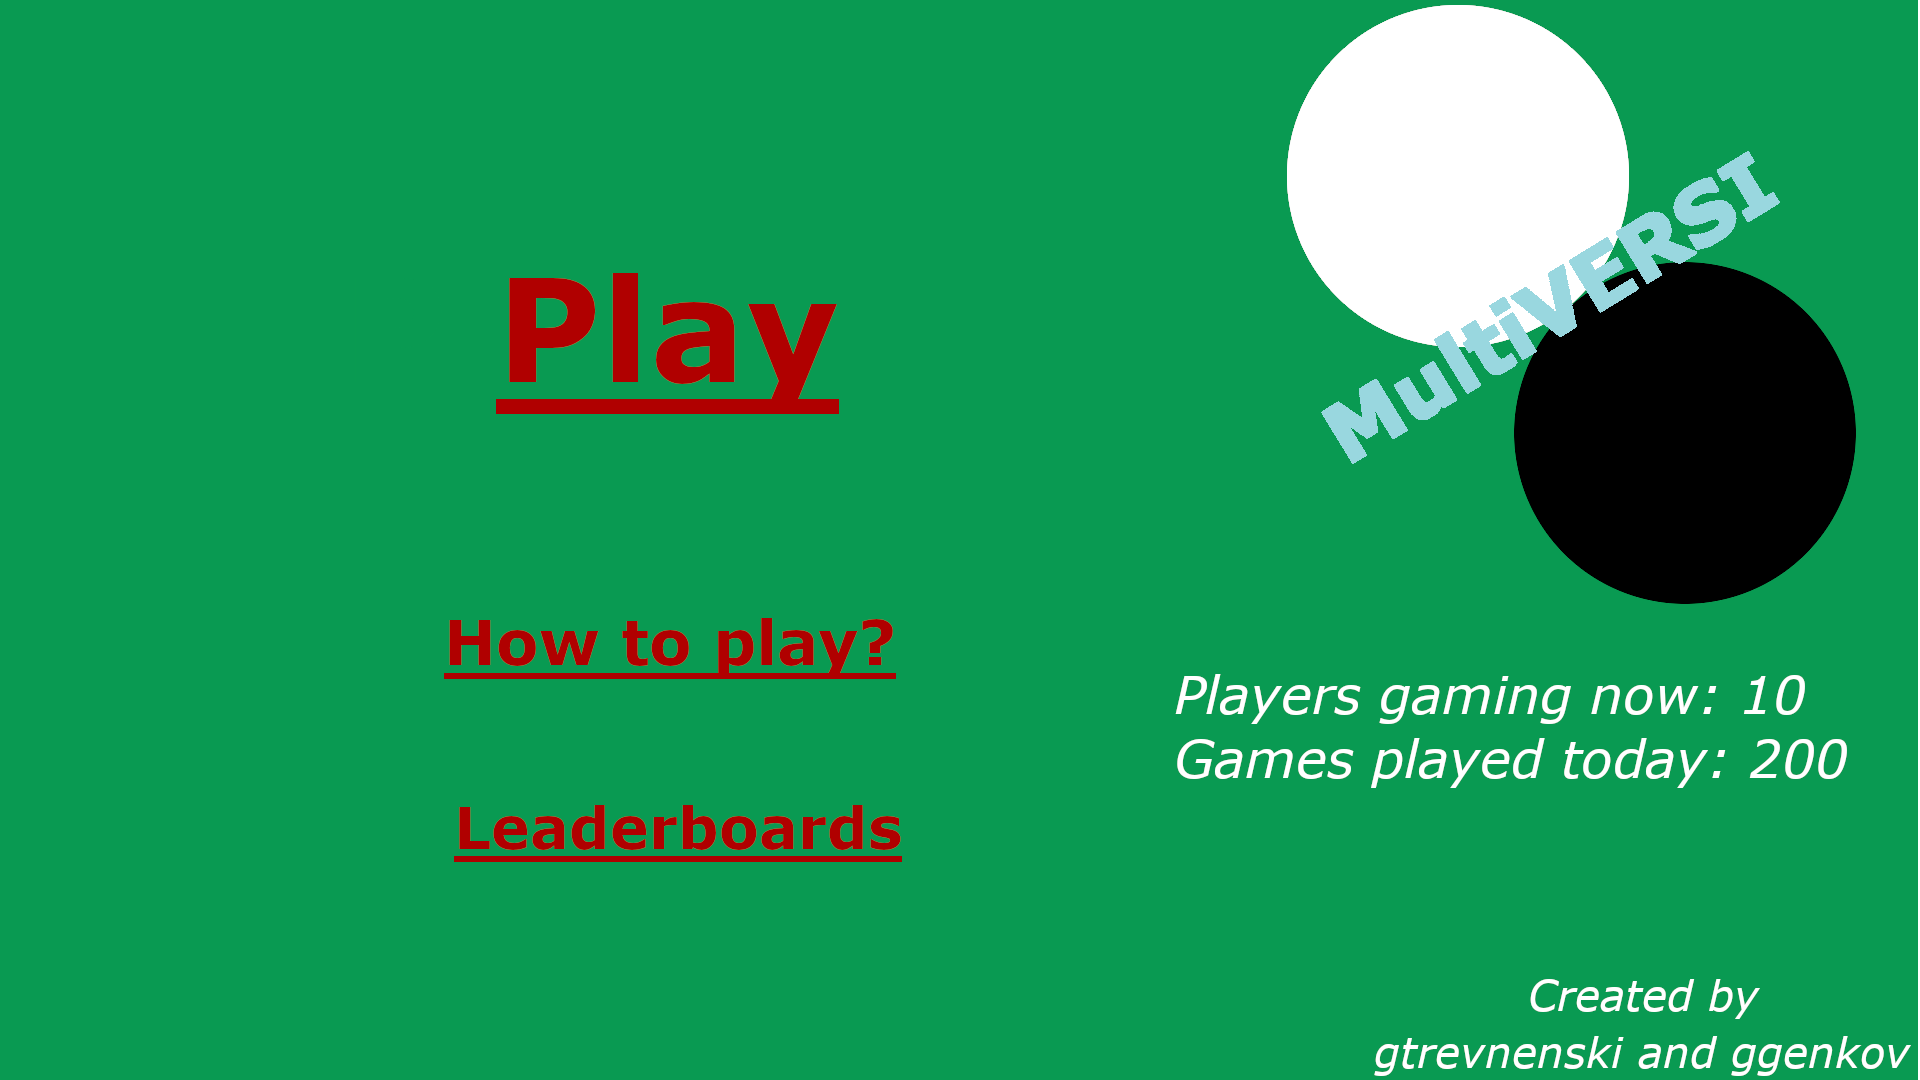 Play
How to play?
Leaderboards
MultiVERSI
Players gaming now: 10
Games played today: 200
Created by
gtrevnenski and ggenkov